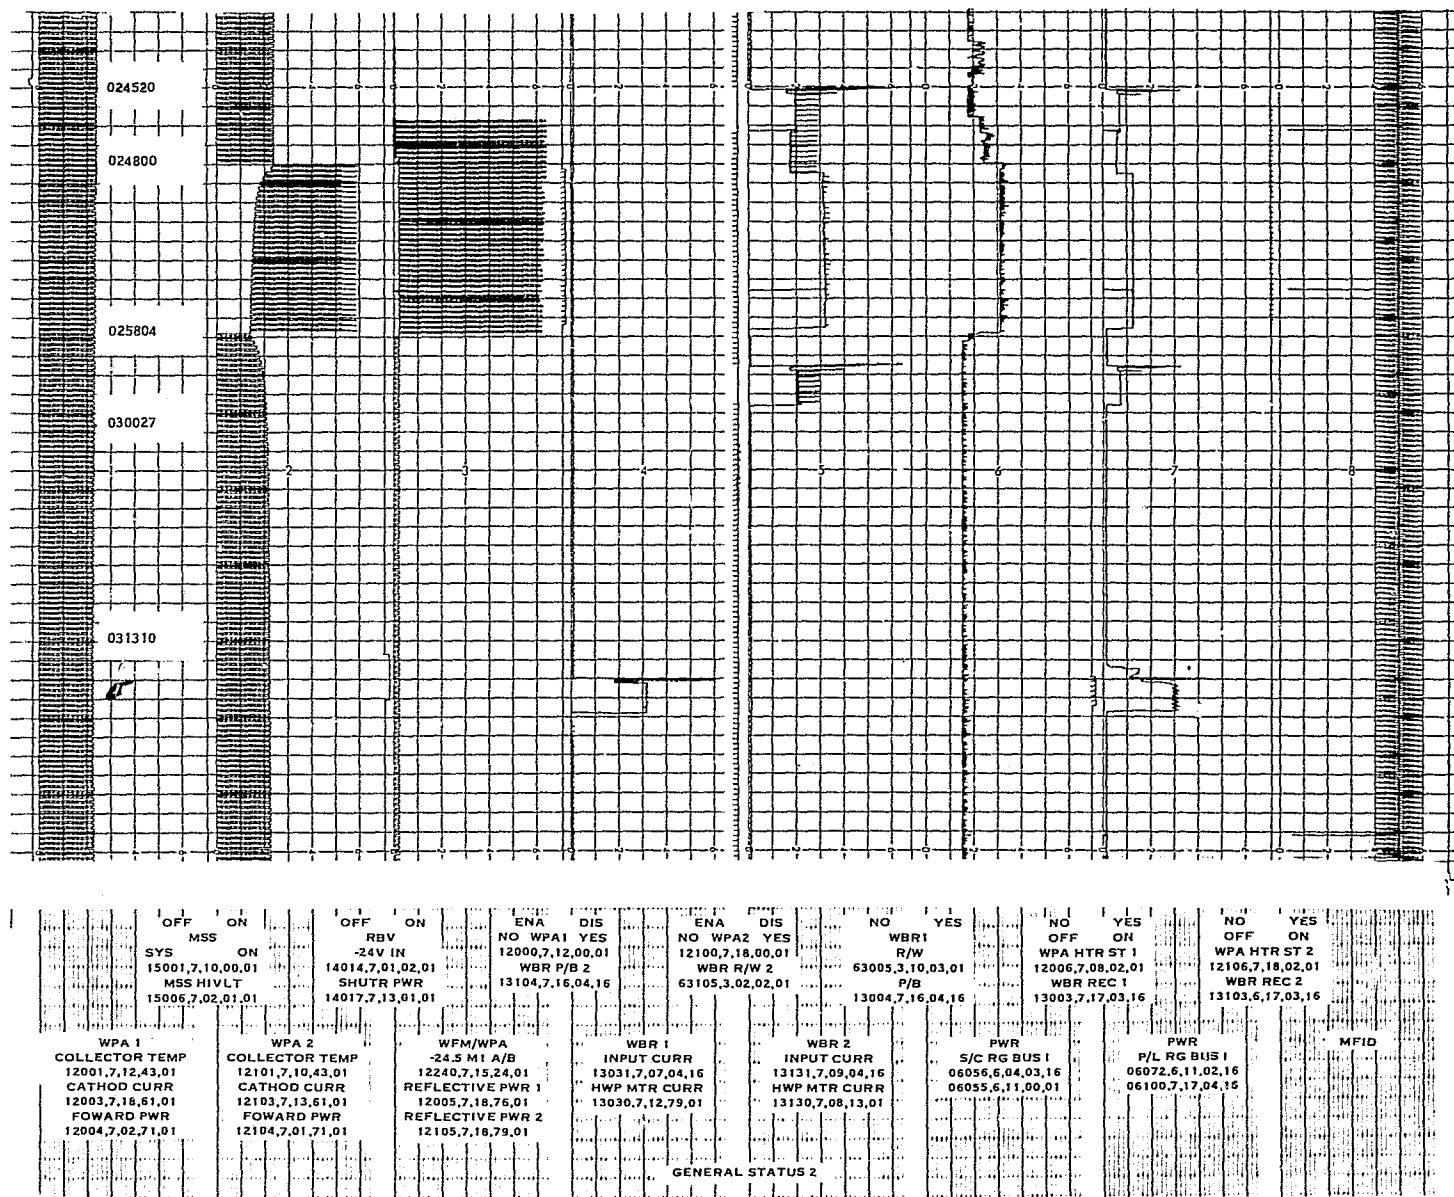 024520
024800
025804
030027
1 2 3 4 5 6 7 8
031310
OFF ON
MSS
SYS ON
15001,7,10,00,01
MSS HIVLT
15006,7,02,01,01
OFF ON
RBV
-24V IN
14014,7,01,02,01
SHUTR PWR
14017,7,13,01,01
ENA DIS
NO WPA1 YES
12000,7,12,00,01
WBR P/B 2
13104,7,16,04,16
ENA DIS
NO WPA2 YES
12100,7,18,00,01
WBR R/W 2
63105,3,02,02,01
NO YES
WBR1
R/W
63005,3,10,03,01
P/B
13004,7,16,04,16
NO YES
OFF ON
WPA HTR ST 1
12006,7,08,02,01
WBR REC 1
13003,7,17,03,16
NO YES
OFF ON
WPA HTR ST 2
12106,7,18,02,01
WBR REC 2
13103,6,17,03,16
WPA 1
COLLECTOR TEMP
12001,7,12,43,01
CATHOD CURR
12003,7,18,61,01
FOWARD PWR
12004,7,02,71,01
WPA 2
COLLECTOR TEMP
12101,7,10,43,01
CATHOD CURR
12103,7,13,61,01
FOWARD PWR
12104,7,01,71,01
WFM/WPA
-24.5 M1 A/B
12240,7,15,24,01
REFLECTIVE PWR 1
12005,7,18,76,01
REFLECTIVE PWR 2
12105,7,18,79,01
WBR 1
INPUT CURR
13031,7,07,04,16
HWP MTR CURR
13030,7,12,79,01
WBR 2
INPUT CURR
13131,7,09,04,16
HWP MTR CURR
13130,7,08,13,01
PWR
S/C RG BUS 1
06056,6,04,03,16
06055,6,11,00,01
PWR
P/L RG BUS 1
06072,6,11,02,16
06100,7,17,04,16
MFID
GENERAL STATUS 2